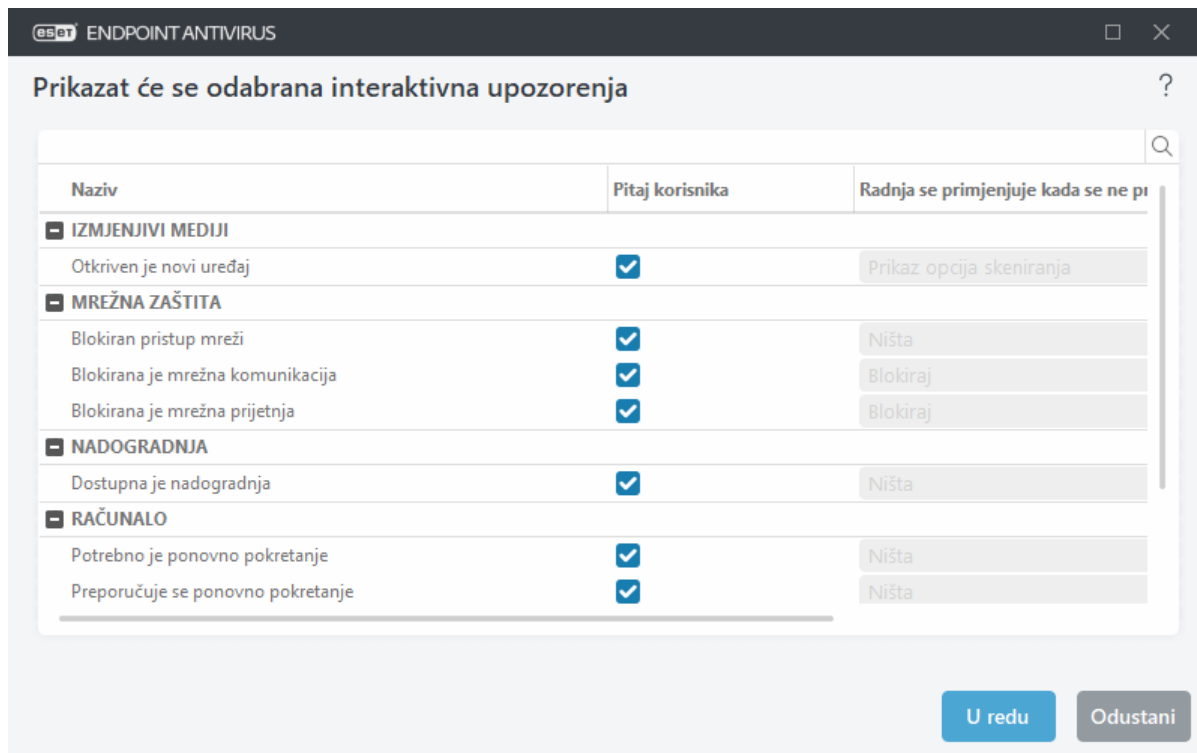 eset ENDPOINT ANTIVIRUS
Prikazat će se odabrana interaktivna upozorenja
?
Naziv Pitaj korisnika Radnja se primjenjuje kada se ne
IZMJENJIVI MEDIJI
Otkriven je novi uređaj Prikaz opcija skeniranja
MREŽNA ZAŠTITA
Blokiran pristup mreži Ništa
Blokirana je mrežna komunikacija Blokiraj
Blokirana je mrežna prijetnja Blokiraj
NADOGRADNJA
Dostupna je nadogradnja Ništa
RAČUNALO
Potrebno je ponovno pokretanje Ništa
Preporučuje se ponovno pokretanje Ništa
U redu Odustani